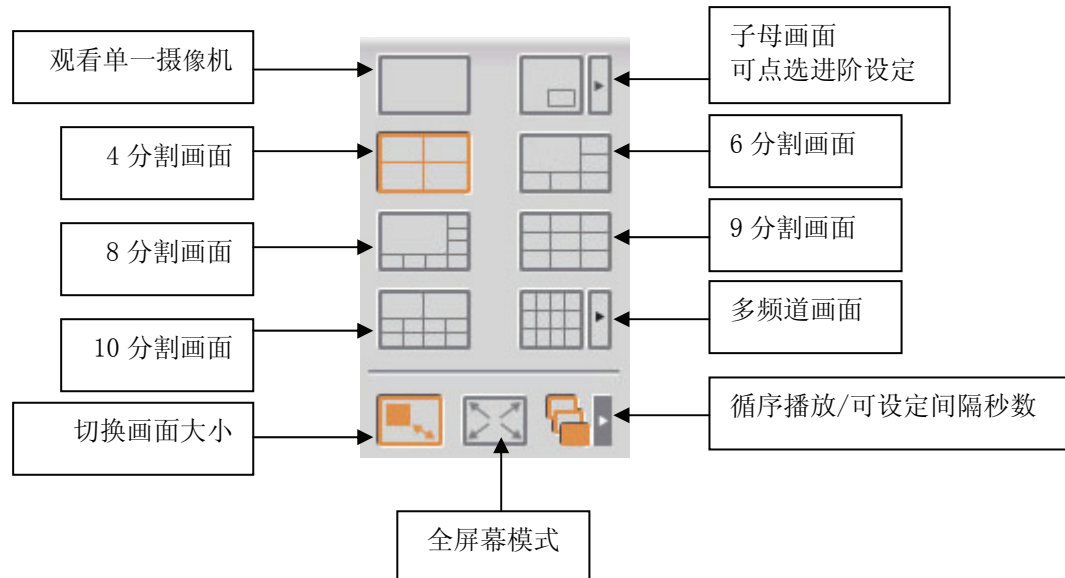 观看单一摄像机
子母画面
可点选进阶设定
4 分割画面
6 分割画面
8 分割画面
9 分割画面
10 分割画面
多频道画面
切换画面大小
循序播放/可设定间隔秒数
全屏幕模式